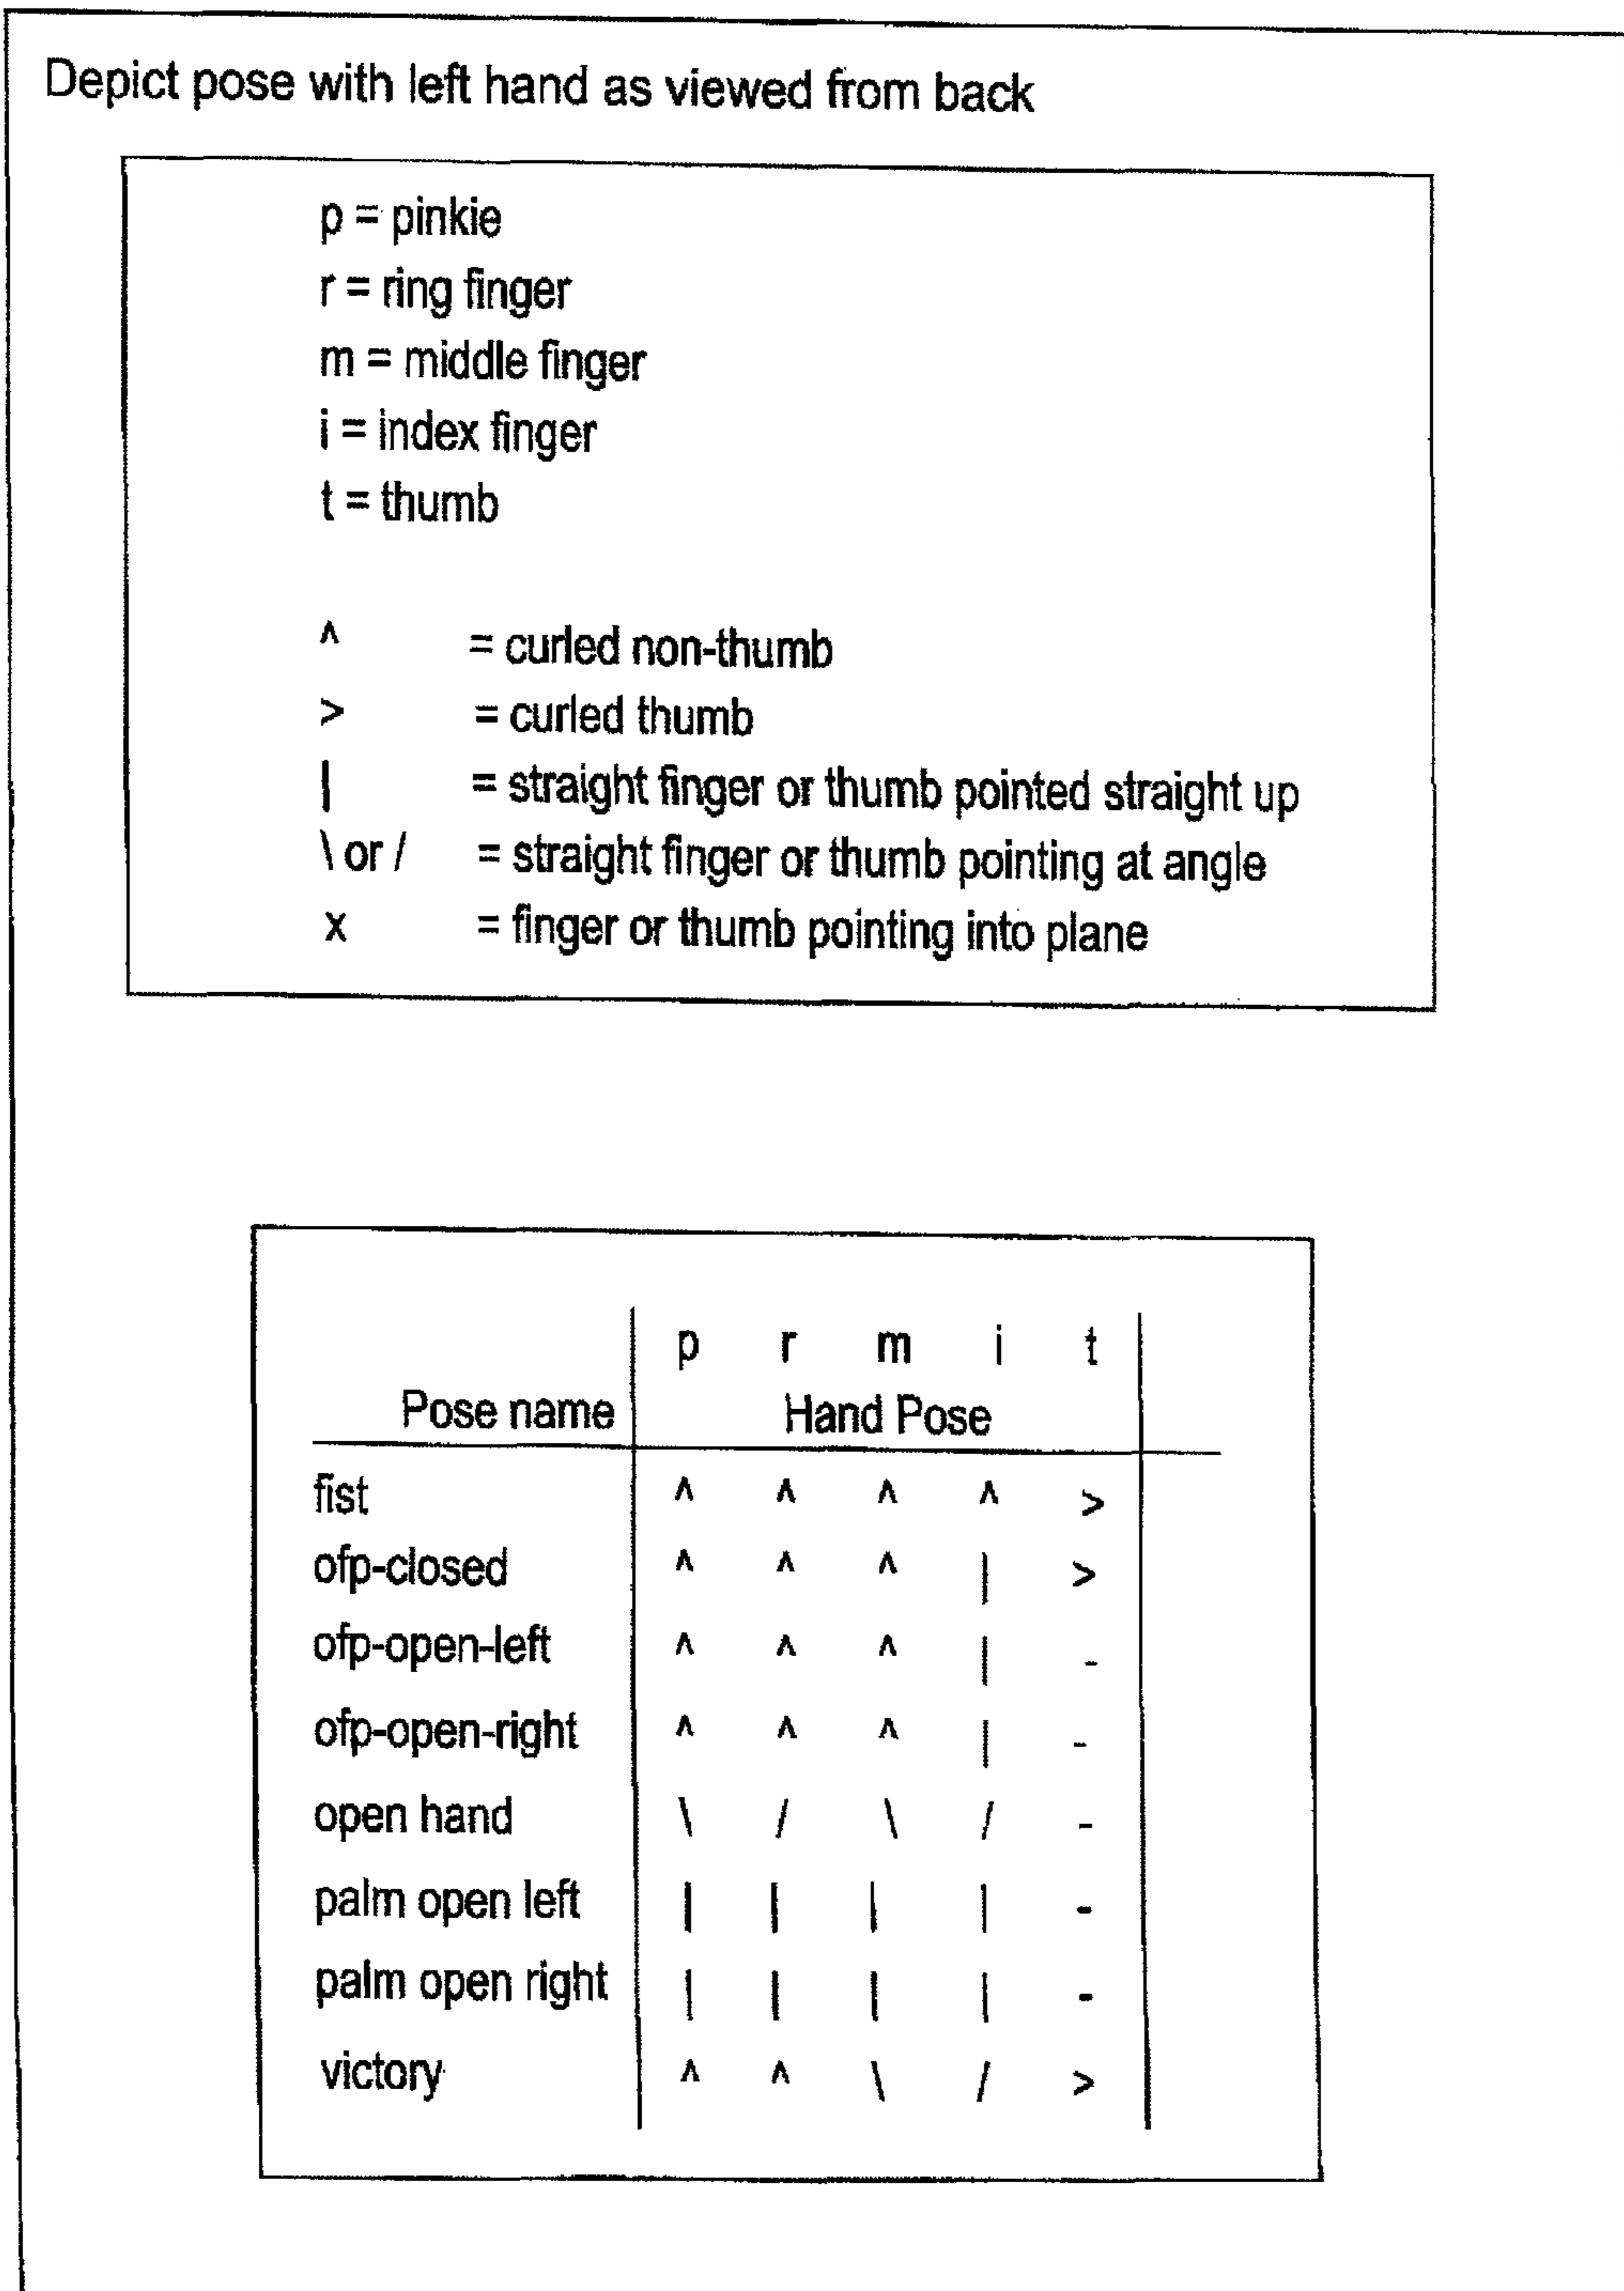 Depict pose with left hand as viewed from back
p = pinkie
r = ring finger
m = middle finger
i = index finger
t = thumb
^ = curled non-thumb
> = curled thumb
| = straight finger or thumb pointed straight up
\ or / = straight finger or thumb pointing at angle
x = finger or thumb pointing into plane
p r m i t
Pose name Hand Pose
fist ^ ^ ^ ^ >
ofp-closed ^ ^ ^ | >
ofp-open-left ^ ^ ^ | -
ofp-open-right ^ ^ ^ | -
open hand \ / \ / -
palm open left | | | | -
palm open right | | | | -
victory ^ ^ \ / >